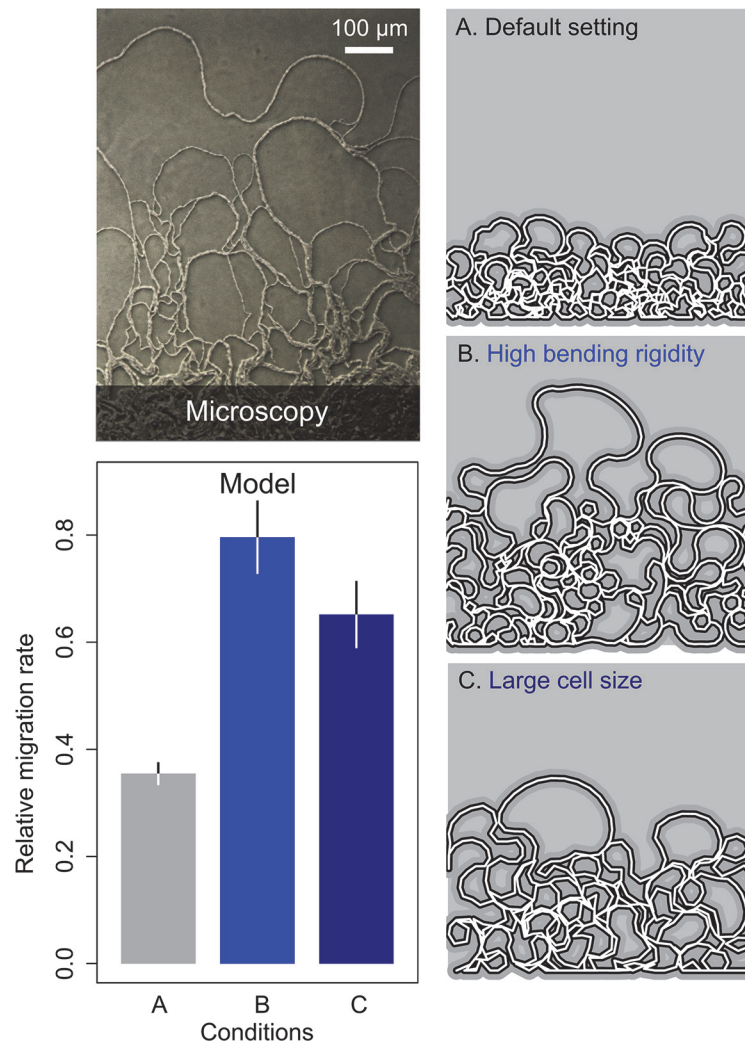 100 µm
Microscopy
Model
Relative migration rate
0.8
0.6
0.4
0.2
0.0
A
B
C
Conditions
A. Default setting
B. High bending rigidity
C. Large cell size